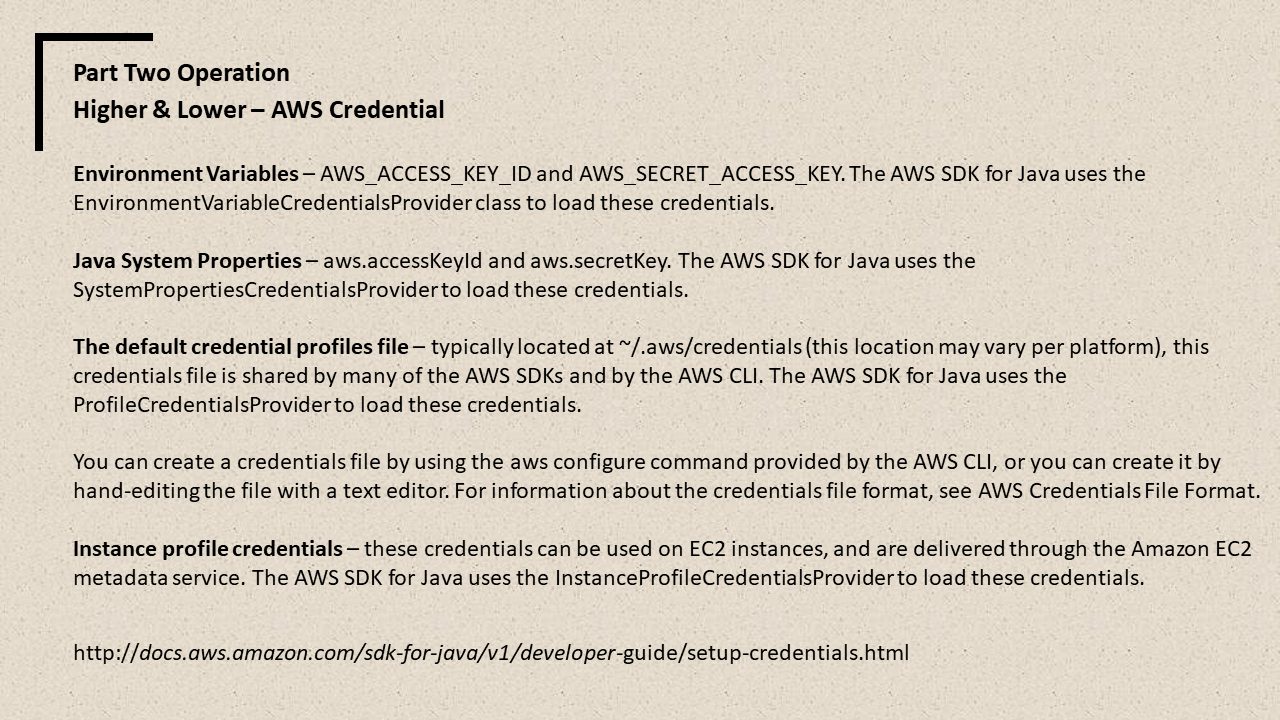 Part Two Operation
Higher & Lower – AWS Credential
Environment Variables – AWS_ACCESS_KEY_ID and AWS_SECRET_ACCESS_KEY. The AWS SDK for Java uses the
EnvironmentVariableCredentialsProvider class to load these credentials.
Java System Properties – aws.accessKeyId and aws.secretKey. The AWS SDK for Java uses the
SystemPropertiesCredentialsProvider to load these credentials.
The default credential profiles file – typically located at ~/.aws/credentials (this location may vary per platform), this
credentials file is shared by many of the AWS SDKs and by the AWS CLI. The AWS SDK for Java uses the
ProfileCredentialsProvider to load these credentials.
You can create a credentials file by using the aws configure command provided by the AWS CLI, or you can create it by
hand-editing the file with a text editor. For information about the credentials file format, see AWS Credentials File Format.
Instance profile credentials – these credentials can be used on EC2 instances, and are delivered through the Amazon EC2
metadata service. The AWS SDK for Java uses the InstanceProfileCredentialsProvider to load these credentials.
http://docs.aws.amazon.com/sdk-for-java/v1/developer-guide/setup-credentials.html